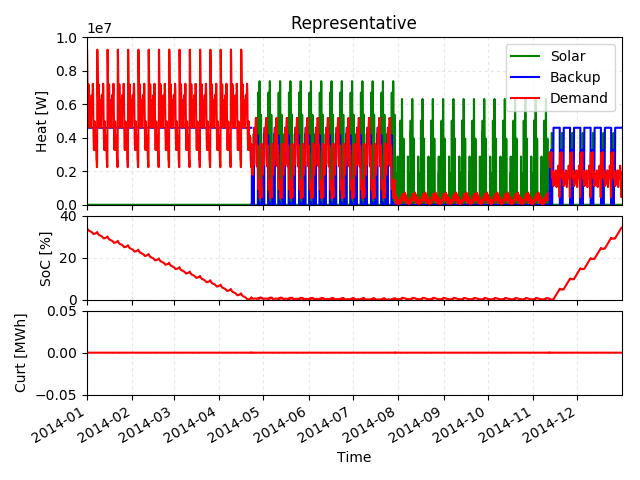 Representative
1e7
1.0
0.8
0.6
0.4
0.2
0.0
Heat [W]
Solar
Backup
Demand
40
20
0
SoC [%]
0.05
0.00
−0.05
Curt [MWh]
2014-01
2014-02
2014-03
2014-04
2014-05
2014-06
2014-07
2014-08
2014-09
2014-10
2014-11
2014-12
Time